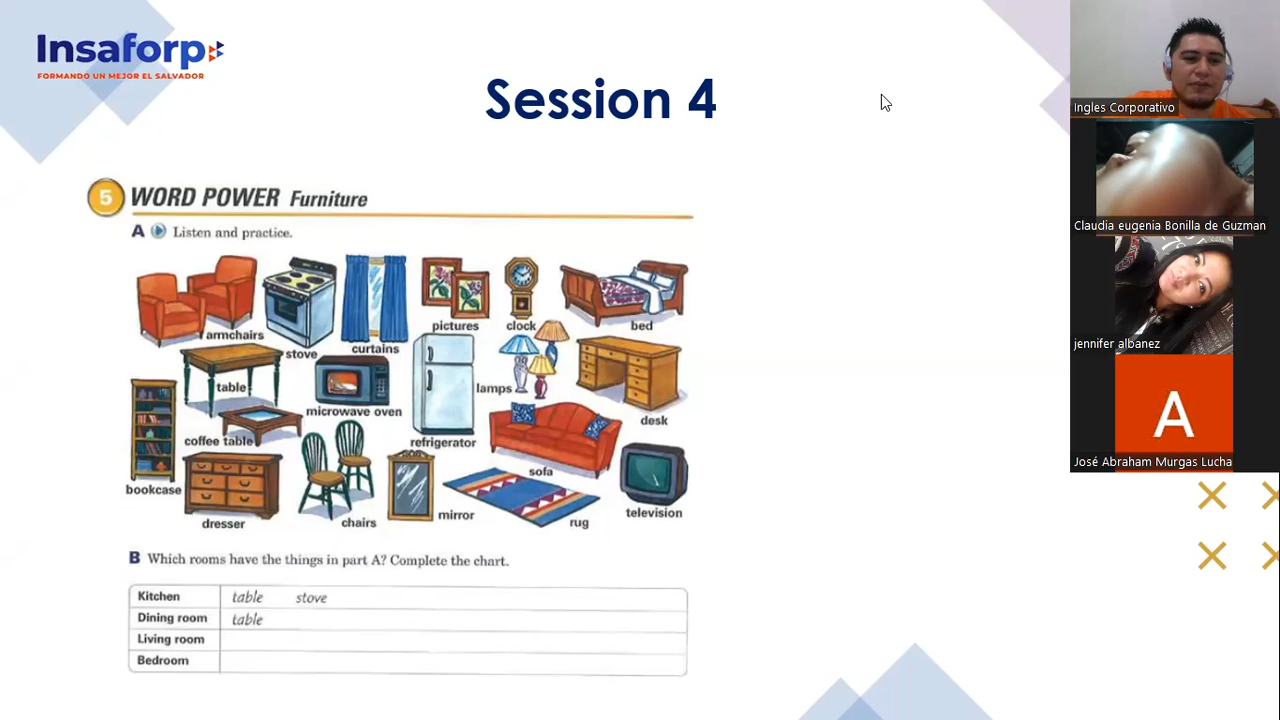 Insaforp
FORMANDO UN MEJOR EL SALVADOR
Session 4
5 WORD POWER Furniture
A Listen and practice.
armchairs
stove
curtains
pictures
clock
bed
table
microwave oven
lamps
desk
coffee table
refrigerator
sofa
bookcase
dresser
chairs
mirror
rug
television
B Which rooms have the things in part A? Complete the chart.
Kitchen table stove
Dining room table
Living room
Bedroom
Ingles Corporativo
Claudia eugenia Bonilla de Guzman
jennifer albanez
A
José Abraham Murgas Lucha